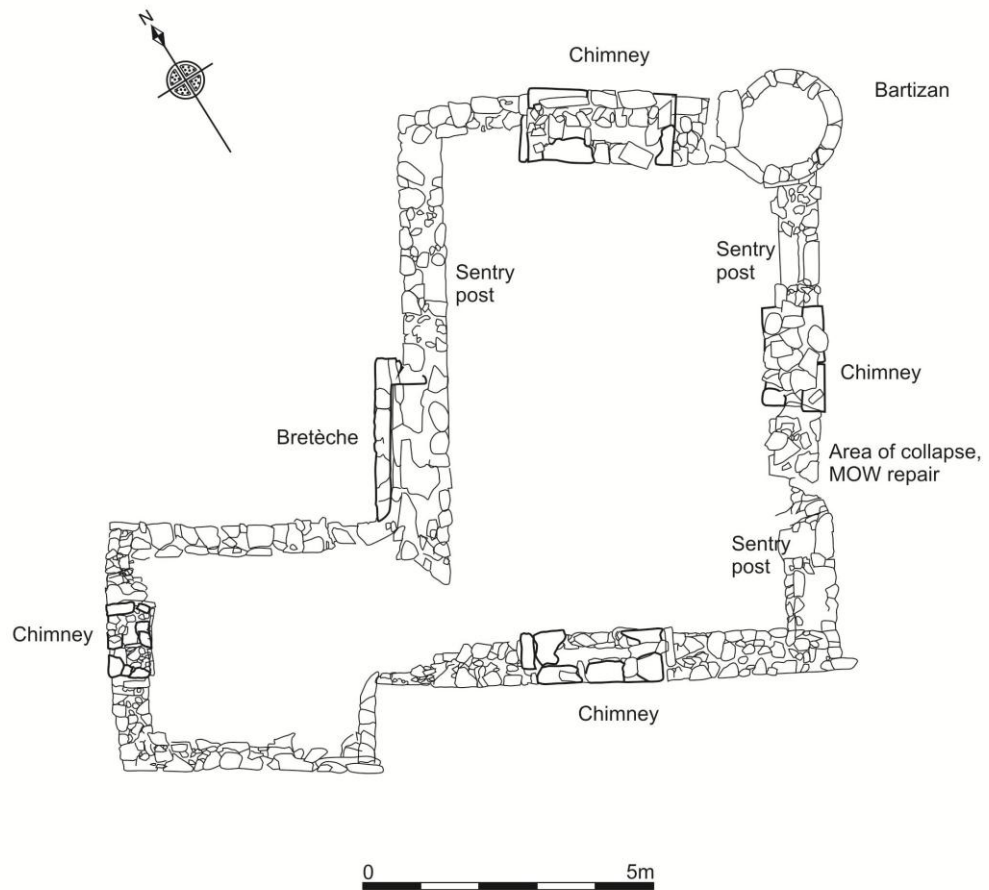 N
Chimney
Bartizan
Sentry
post
Sentry
post
Chimney
Bretèche
Area of collapse,
MOW repair
Sentry
post
Chimney
Chimney
0 5m